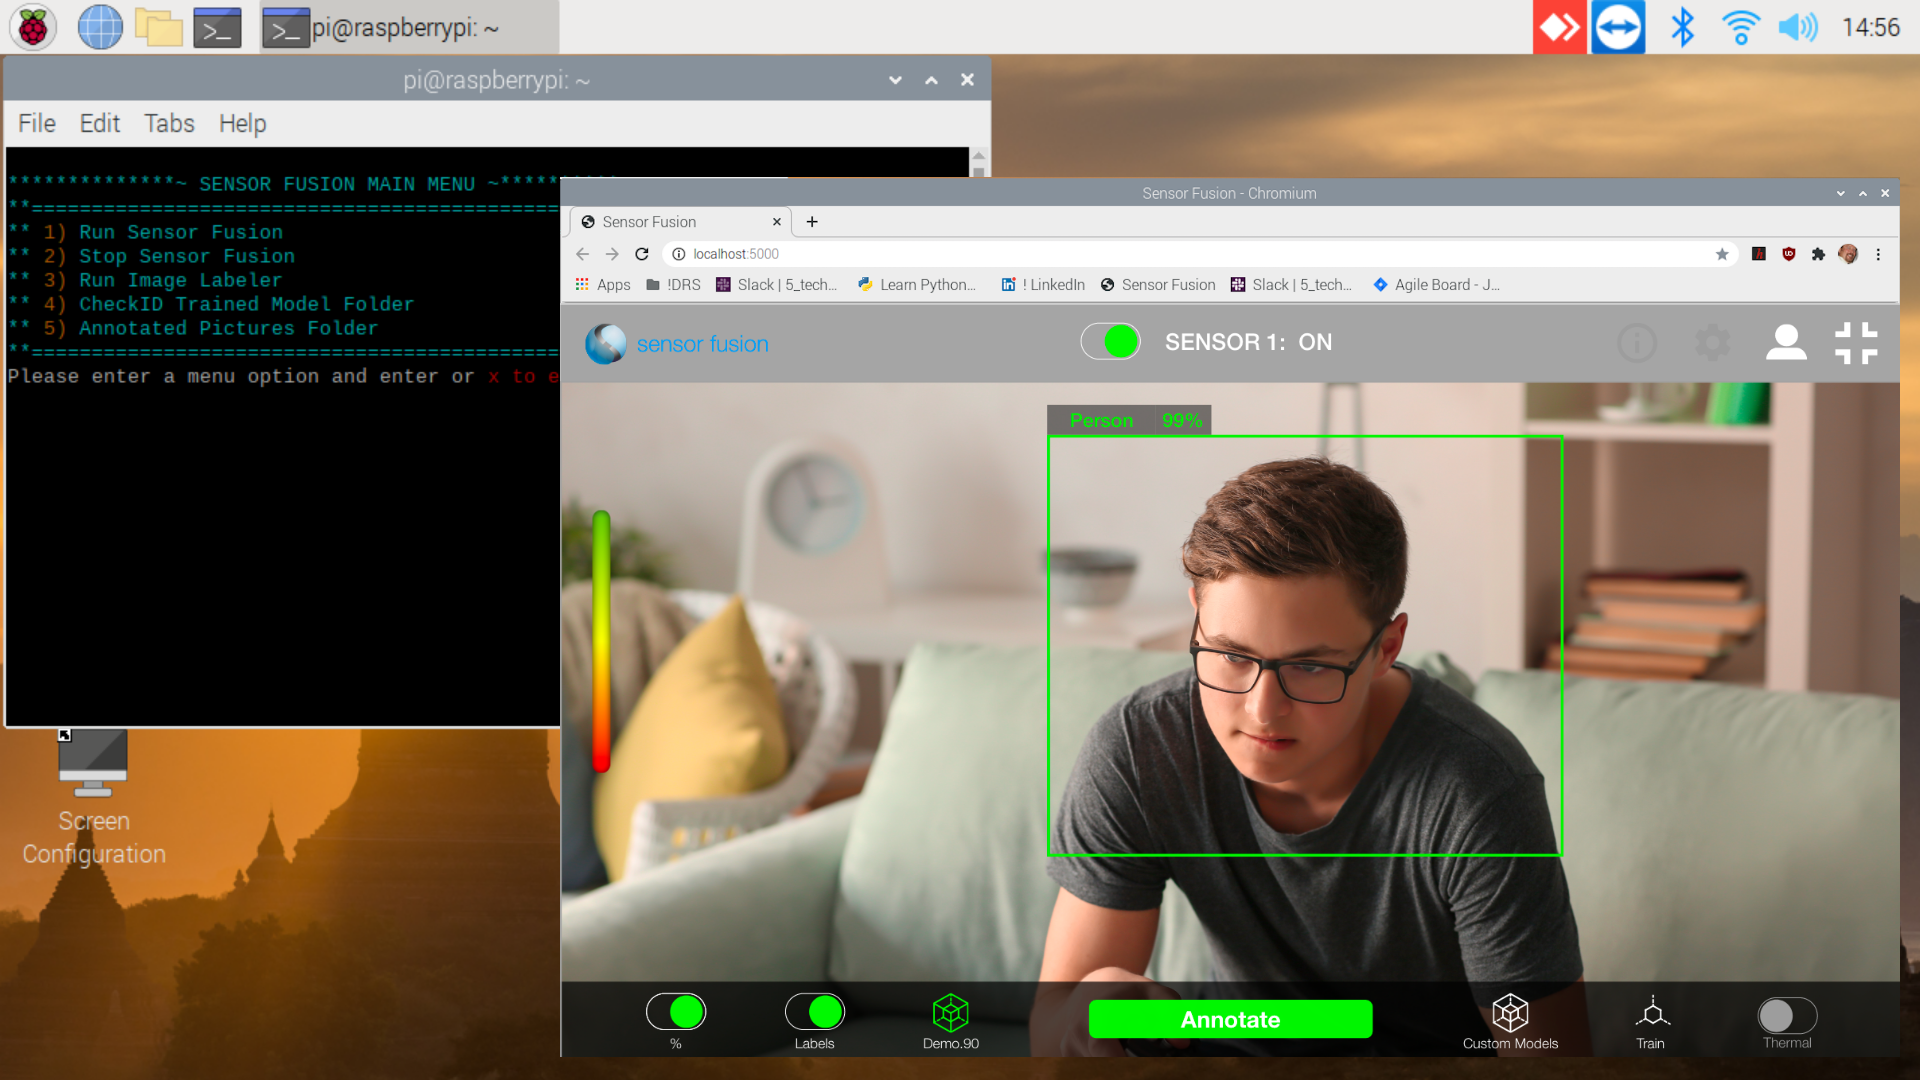 pi@raspberrypi: ~
14:56
pi@raspberrypi: ~
File Edit Tabs Help
**************~ SENSOR FUSION MAIN MENU ~**********
**=============================================
** 1) Run Sensor Fusion
** 2) Stop Sensor Fusion
** 3) Run Image Labeler
** 4) CheckID Trained Model Folder
** 5) Annotated Pictures Folder
**=============================================
Please enter a menu option and enter or x to e
Screen
Configuration
Sensor Fusion - Chromium
Sensor Fusion
localhost:5000
Apps !DRS Slack | 5_tech... Learn Python... ! LinkedIn Sensor Fusion Slack | 5_tech... Agile Board - J...
sensor fusion
SENSOR 1: ON
Person 99%
% Labels Demo.90 Annotate Custom Models Train Thermal